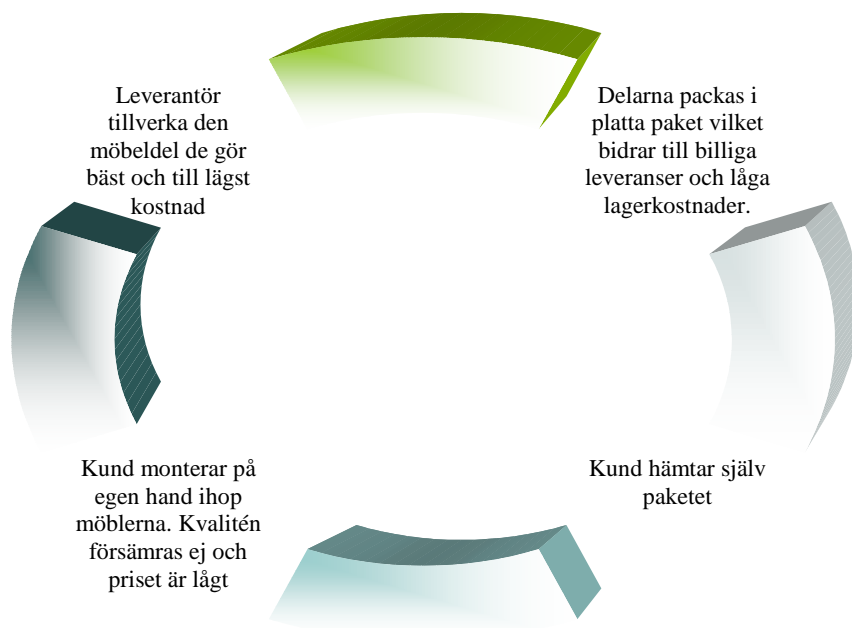 Leverantör
tillverka den
möbeldel de gör
bäst och till lägst
kostnad
Delarna packas i
platta paket vilket
bidrar till billiga
leveranser och låga
lagerkostnader.
Kund hämtar själv
paketet
Kund monterar på
egen hand ihop
möblerna. Kvalitén
försämras ej och
priset är lågt